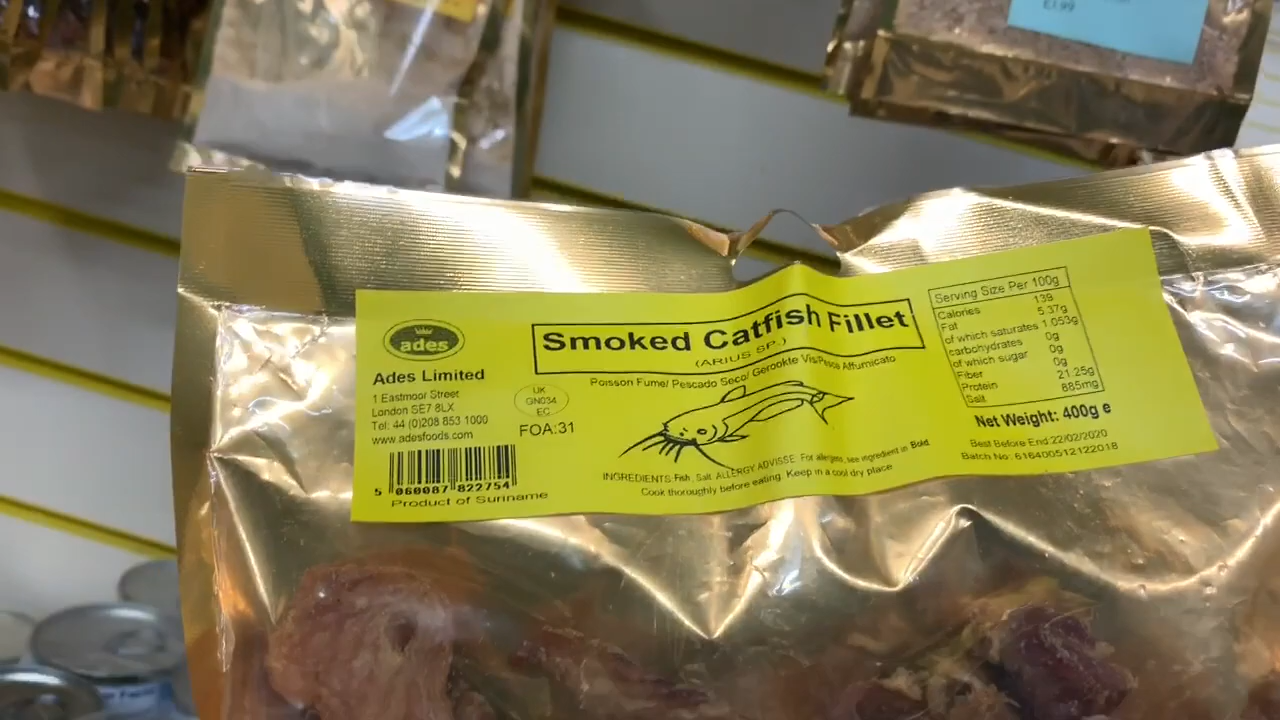 £1.99
ades
Ades Limited
1 Eastmoor Street
London SE7 8LX
Tel: 44 (0)208 853 1000
www.adesfoods.com
5 060087 822754
Product of Suriname
UK
GN034
EC
FOA:31
Smoked Catfish Fillet
(ARIUS SP.)
Poisson Fume/ Pescado Seco/ Gerookte Vis/Pesce Affumicato
INGREDIENTS: Fish, Salt. ALLERGY ADVISSE. For allergins, see ingredient in Bold.
Cook thoroughly before eating. Keep in a cool dry place
Serving Size Per 100g
Calories 139
Fat 5.37g
of which saturates 1.053g
carbohydrates 0g
of which sugar 0g
Fiber 0g
Protein 21.25g
Salt 885mg
Net Weight: 400g e
Best Before End:22/02/2020
Batch No: 616400512122018